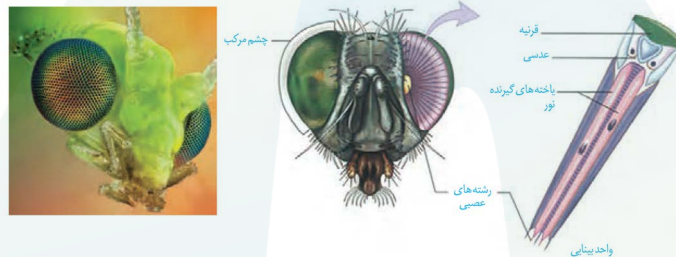 قرنیه
عدسی
چشم مرکب
یاخته‌های گیرنده
نور
رشته‌های
عصبی
واحد بینایی